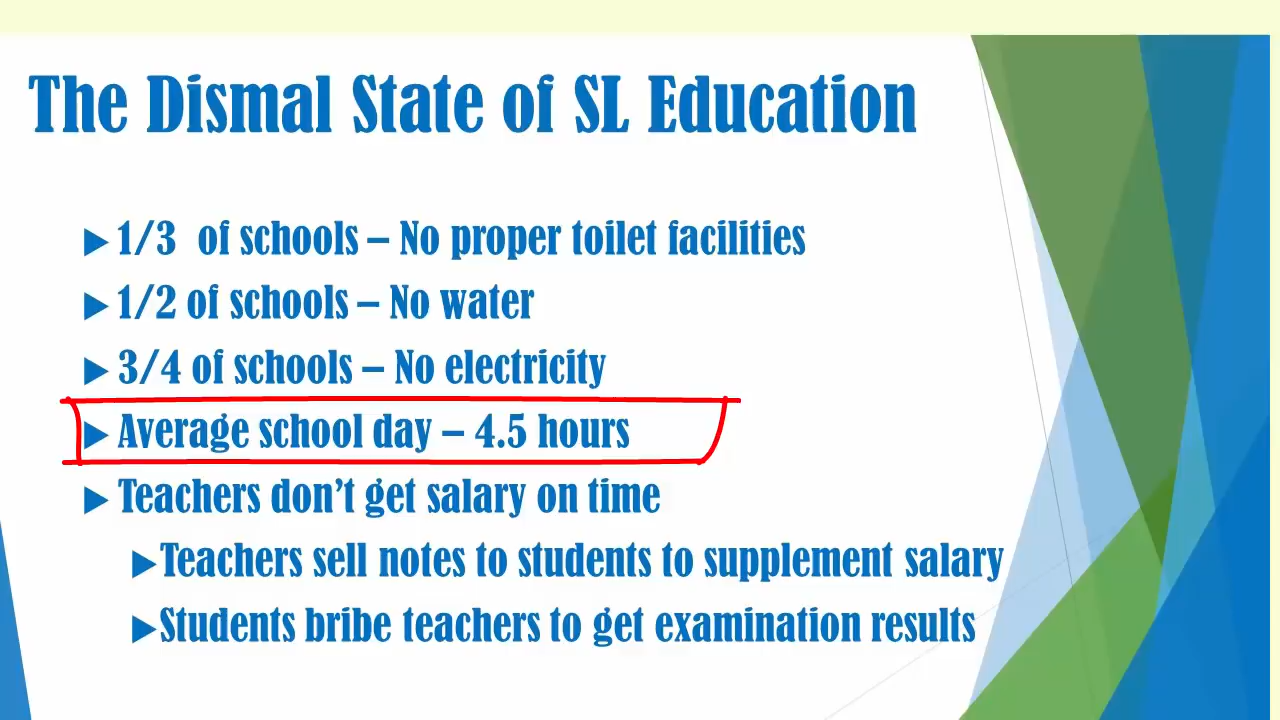 The Dismal State of SL Education
1/3 of schools – No proper toilet facilities
1/2 of schools – No water
3/4 of schools – No electricity
Average school day – 4.5 hours
Teachers don’t get salary on time
Teachers sell notes to students to supplement salary
Students bribe teachers to get examination results